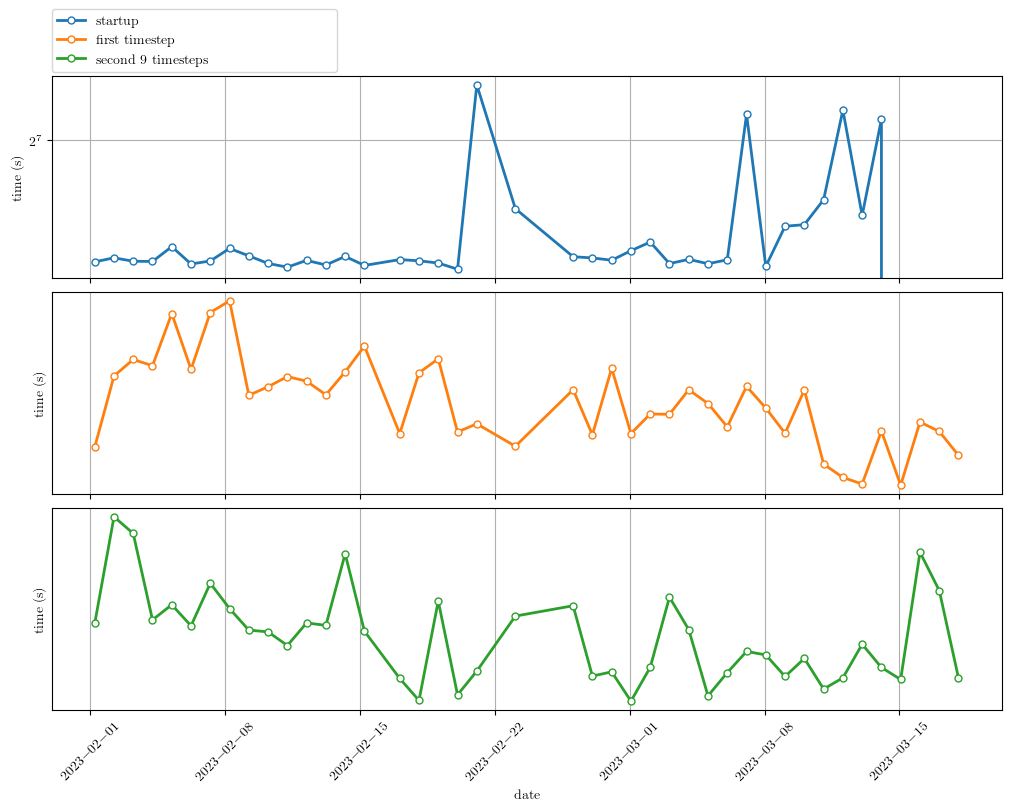 startup
first timestep
second 9 timesteps
2^7
time (s)
time (s)
time (s)
2023−02−01
2023−02−08
2023−02−15
2023−02−22
2023−03−01
2023−03−08
2023−03−15
date